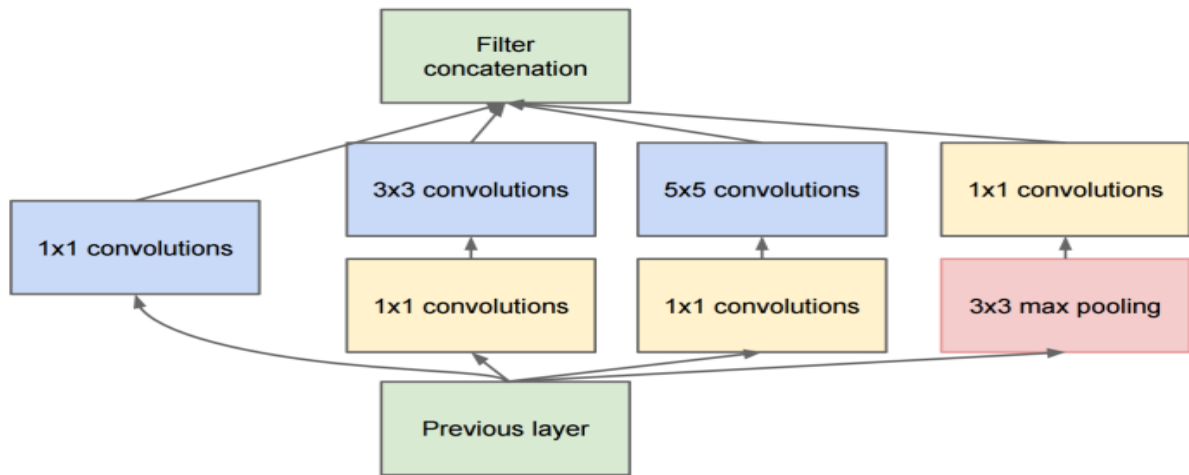 Filter
concatenation
3x3 convolutions
5x5 convolutions
1x1 convolutions
1x1 convolutions
1x1 convolutions
1x1 convolutions
3x3 max pooling
Previous layer